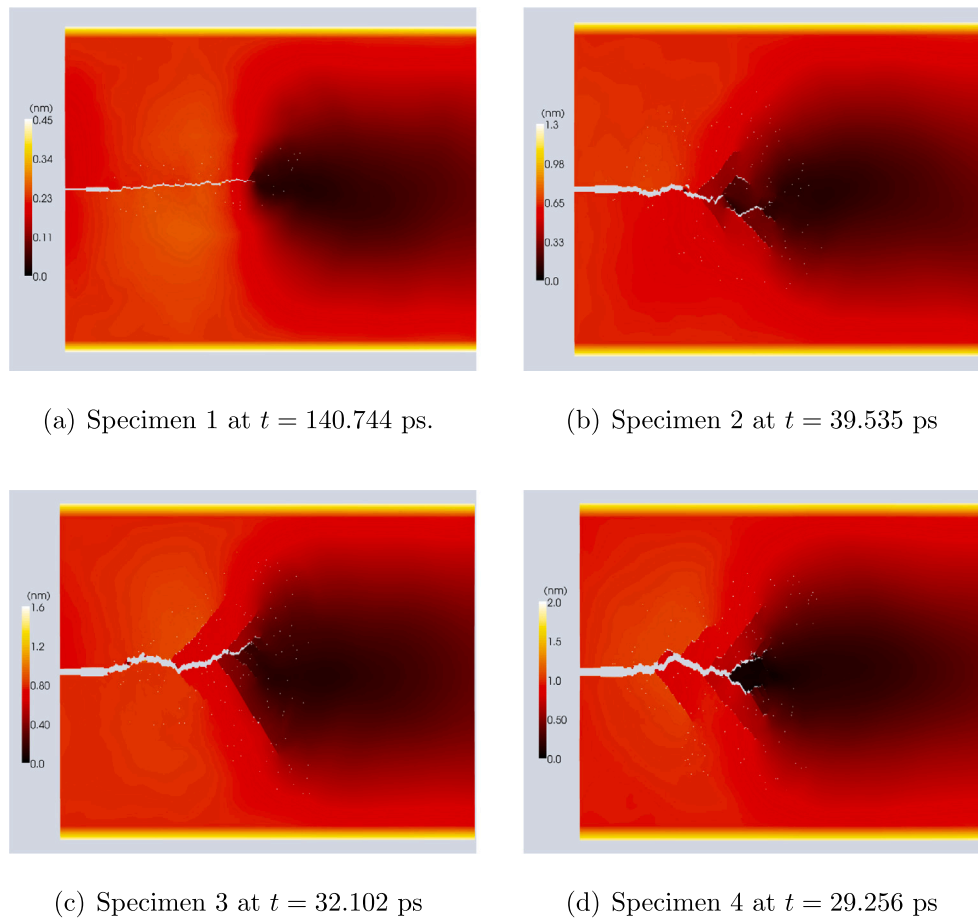 (nm)
0.45
0.34
0.23
0.11
0.0
(nm)
1.3
0.98
0.65
0.33
0.0
(a) Specimen 1 at t = 140.744 ps.
(b) Specimen 2 at t = 39.535 ps
(nm)
1.6
1.2
0.80
0.40
0.0
(nm)
2.0
1.5
1.0
0.50
0.0
(c) Specimen 3 at t = 32.102 ps
(d) Specimen 4 at t = 29.256 ps